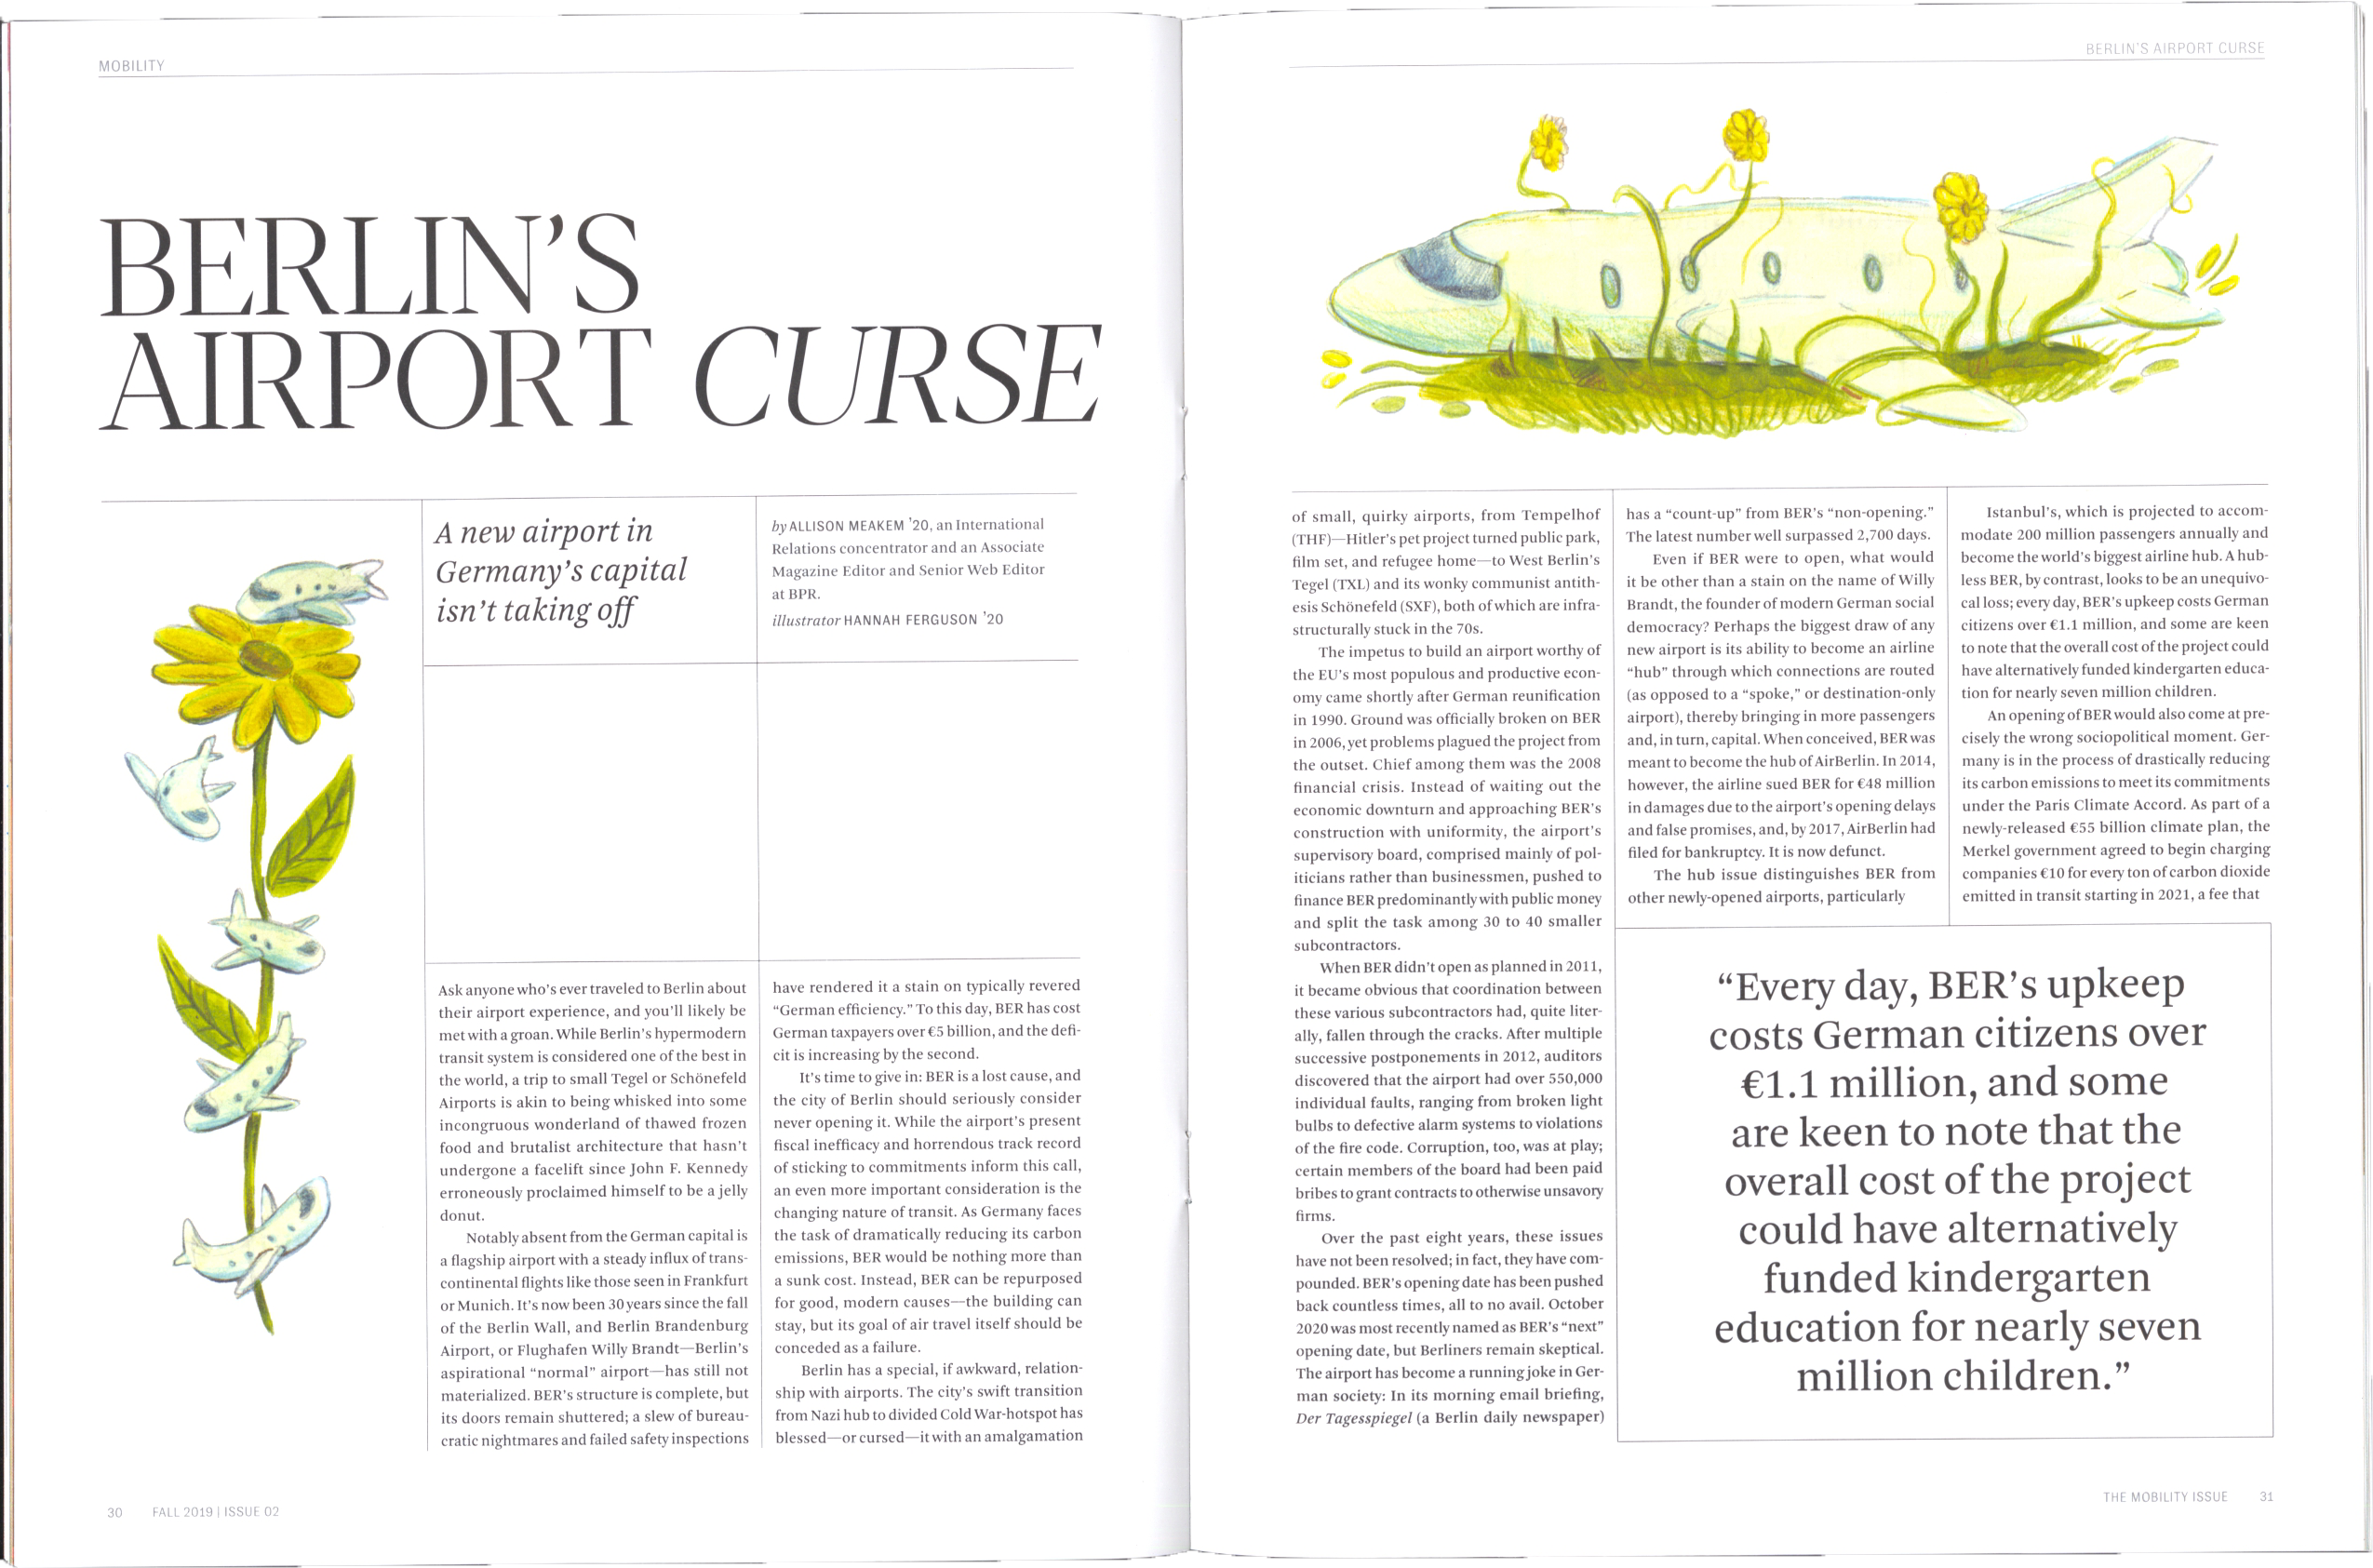 MOBILITY
BERLIN'S
AIRPORT CURSE
A new airport in
Germany's capital
isn't taking off
by ALLISON MEAKEM '20, an International
Relations concentrator and an Associate
Magazine Editor and Senior Web Editor
at BPR.
illustrator HANNAH FERGUSON '20
Ask anyone who's ever traveled to Berlin about
their airport experience, and you'll likely be
met with a groan. While Berlin's hypermodern
transit system is considered one of the best in
the world, a trip to small Tegel or Schönefeld
Airports is akin to being whisked into some
incongruous wonderland of thawed frozen
food and brutalist architecture that hasn't
undergone a facelift since John F. Kennedy
erroneously proclaimed himself to be a jelly
donut.
Notably absent from the German capital is
a flagship airport with a steady influx of trans-
continental flights like those seen in Frankfurt
or Munich. It's now been 30 years since the fall
of the Berlin Wall, and Berlin Brandenburg
Airport, or Flughafen Willy Brandt—Berlin's
aspirational "normal" airport—has still not
materialized. BER's structure is complete, but
its doors remain shuttered; a slew of bureau-
cratic nightmares and failed safety inspections
have rendered it a stain on typically revered
"German efficiency." To this day, BER has cost
German taxpayers over €5 billion, and the defi-
cit is increasing by the second.
It's time to give in: BER is a lost cause, and
the city of Berlin should seriously consider
never opening it. While the airport's present
fiscal inefficacy and horrendous track record
of sticking to commitments inform this call,
an even more important consideration is the
changing nature of transit. As Germany faces
the task of dramatically reducing its carbon
emissions, BER would be nothing more than
a sunk cost. Instead, BER can be repurposed
for good, modern causes—the building can
stay, but its goal of air travel itself should be
conceded as a failure.
Berlin has a special, if awkward, relation-
ship with airports. The city's swift transition
from Nazi hub to divided Cold War-hotspot has
blessed—or cursed—it with an amalgamation
30 FALL 2019 | ISSUE 02
BERLIN'S AIRPORT CURSE
of small, quirky airports, from Tempelhof
(THF)—Hitler's pet project turned public park,
film set, and refugee home—to West Berlin's
Tegel (TXL) and its wonky communist antith-
esis Schönefeld (SXF), both of which are infra-
structurally stuck in the 70s.
The impetus to build an airport worthy of
the EU's most populous and productive econ-
omy came shortly after German reunification
in 1990. Ground was officially broken on BER
in 2006, yet problems plagued the project from
the outset. Chief among them was the 2008
financial crisis. Instead of waiting out the
economic downturn and approaching BER's
construction with uniformity, the airport's
supervisory board, comprised mainly of pol-
iticians rather than businessmen, pushed to
finance BER predominantly with public money
and split the task among 30 to 40 smaller
subcontractors.
When BER didn't open as planned in 2011,
it became obvious that coordination between
these various subcontractors had, quite liter-
ally, fallen through the cracks. After multiple
successive postponements in 2012, auditors
discovered that the airport had over 550,000
individual faults, ranging from broken light
bulbs to defective alarm systems to violations
of the fire code. Corruption, too, was at play;
certain members of the board had been paid
bribes to grant contracts to otherwise unsavory
firms.
Over the past eight years, these issues
have not been resolved; in fact, they have com-
pounded. BER's opening date has been pushed
back countless times, all to no avail. October
2020 was most recently named as BER's "next"
opening date, but Berliners remain skeptical.
The airport has become a running joke in Ger-
man society: In its morning email briefing,
Der Tagesspiegel (a Berlin daily newspaper)
has a "count-up" from BER's "non-opening."
The latest number well surpassed 2,700 days.
Even if BER were to open, what would
it be other than a stain on the name of Willy
Brandt, the founder of modern German social
democracy? Perhaps the biggest draw of any
new airport is its ability to become an airline
"hub" through which connections are routed
(as opposed to a "spoke," or destination-only
airport), thereby bringing in more passengers
and, in turn, capital. When conceived, BER was
meant to become the hub of AirBerlin. In 2014,
however, the airline sued BER for €48 million
in damages due to the airport's opening delays
and false promises, and, by 2017, AirBerlin had
filed for bankruptcy. It is now defunct.
The hub issue distinguishes BER from
other newly-opened airports, particularly
Istanbul's, which is projected to accom-
modate 200 million passengers annually and
become the world's biggest airline hub. A hub-
less BER, by contrast, looks to be an unequivo-
cal loss; every day, BER's upkeep costs German
citizens over €1.1 million, and some are keen
to note that the overall cost of the project could
have alternatively funded kindergarten educa-
tion for nearly seven million children.
An opening of BER would also come at pre-
cisely the wrong sociopolitical moment. Ger-
many is in the process of drastically reducing
its carbon emissions to meet its commitments
under the Paris Climate Accord. As part of a
newly-released €55 billion climate plan, the
Merkel government agreed to begin charging
companies €10 for every ton of carbon dioxide
emitted in transit starting in 2021, a fee that
"Every day, BER's upkeep
costs German citizens over
€1.1 million, and some
are keen to note that the
overall cost of the project
could have alternatively
funded kindergarten
education for nearly seven
million children."
THE MOBILITY ISSUE 31